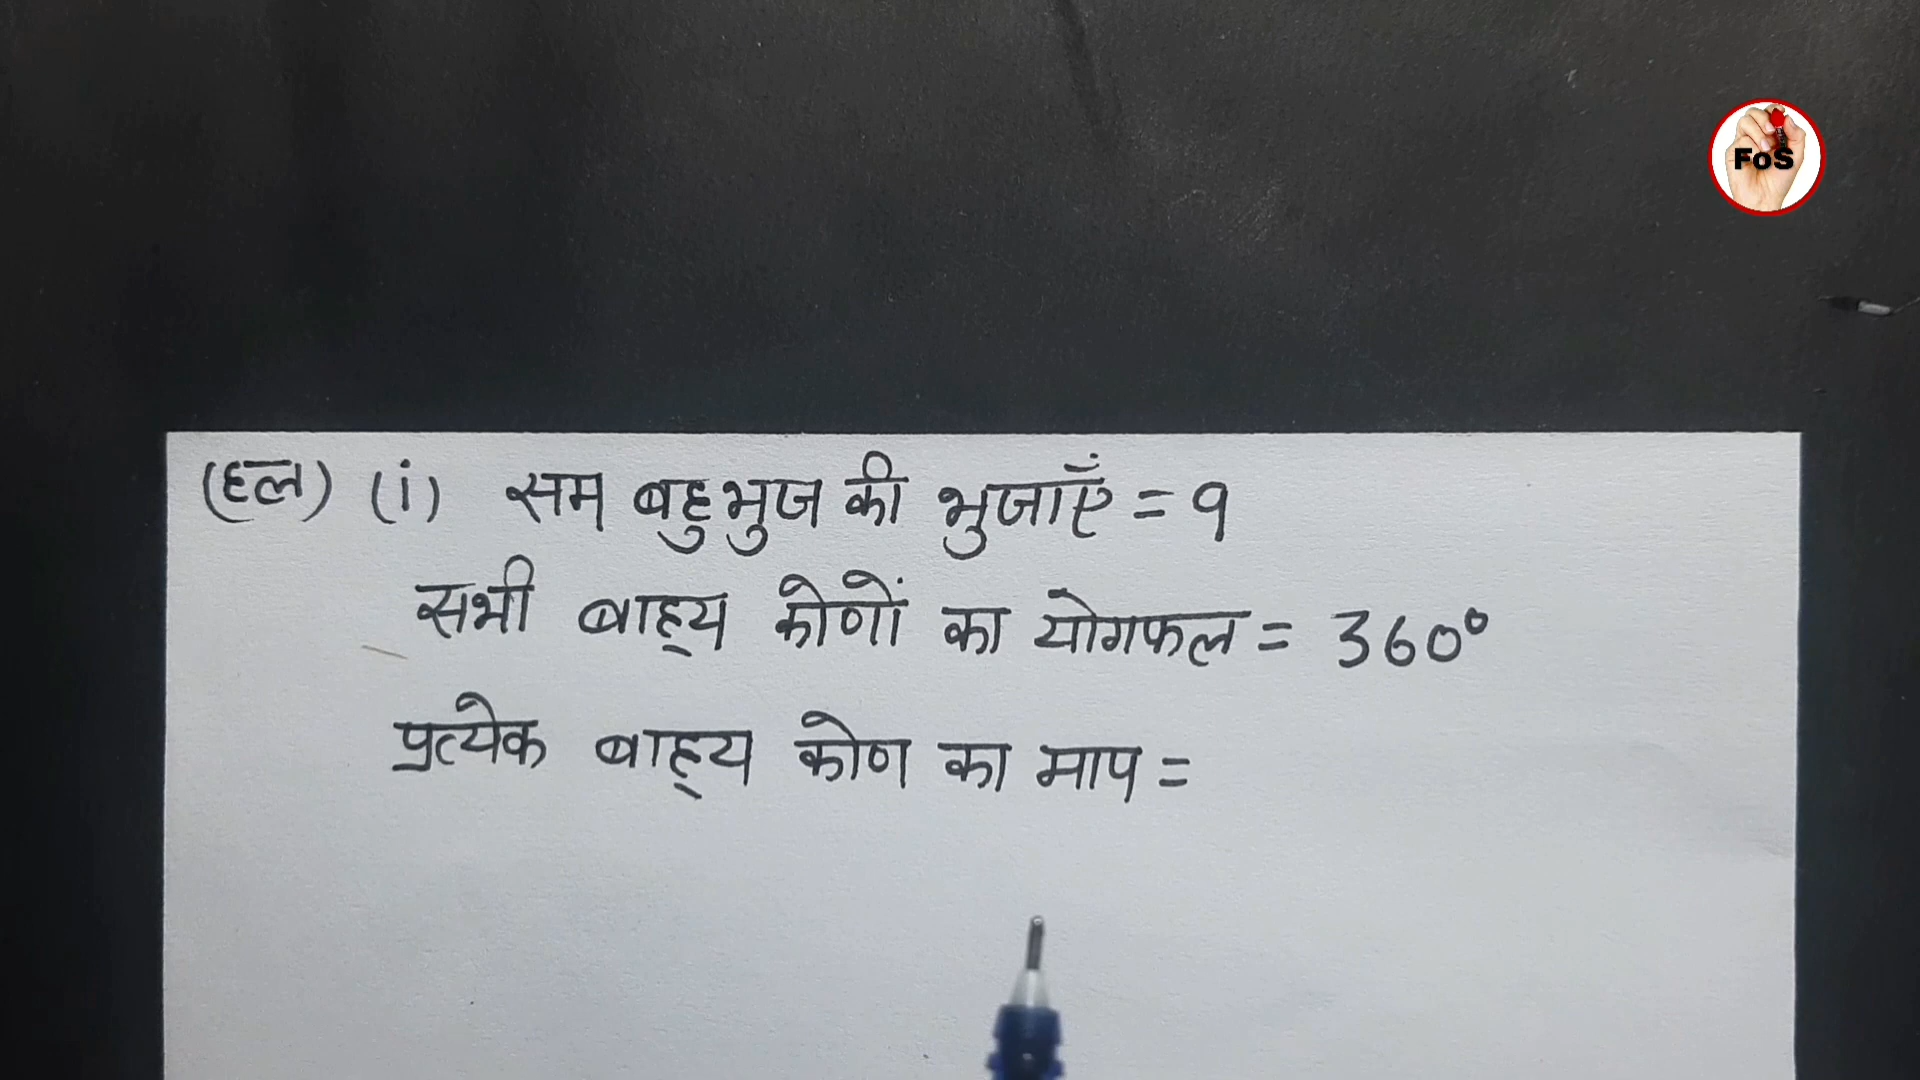 FoS
(हल) (i) सम बहुभुज की भुजाएँ = 9
सभी बाह्य कोणों का योगफल = 360°
प्रत्येक बाह्य कोण का माप =